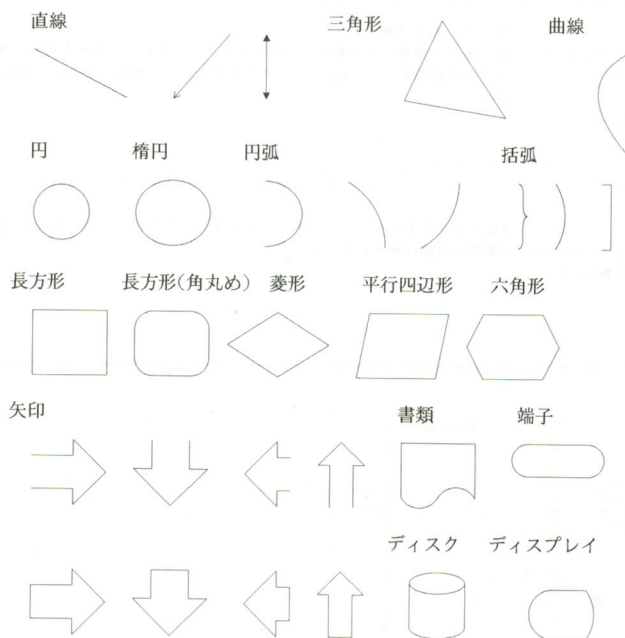 直線 三角形 曲線
円 楕円 円弧 括弧
長方形 長方形(角丸め) 菱形 平行四辺形 六角形
矢印 書類 端子
ディスク ディスプレイ